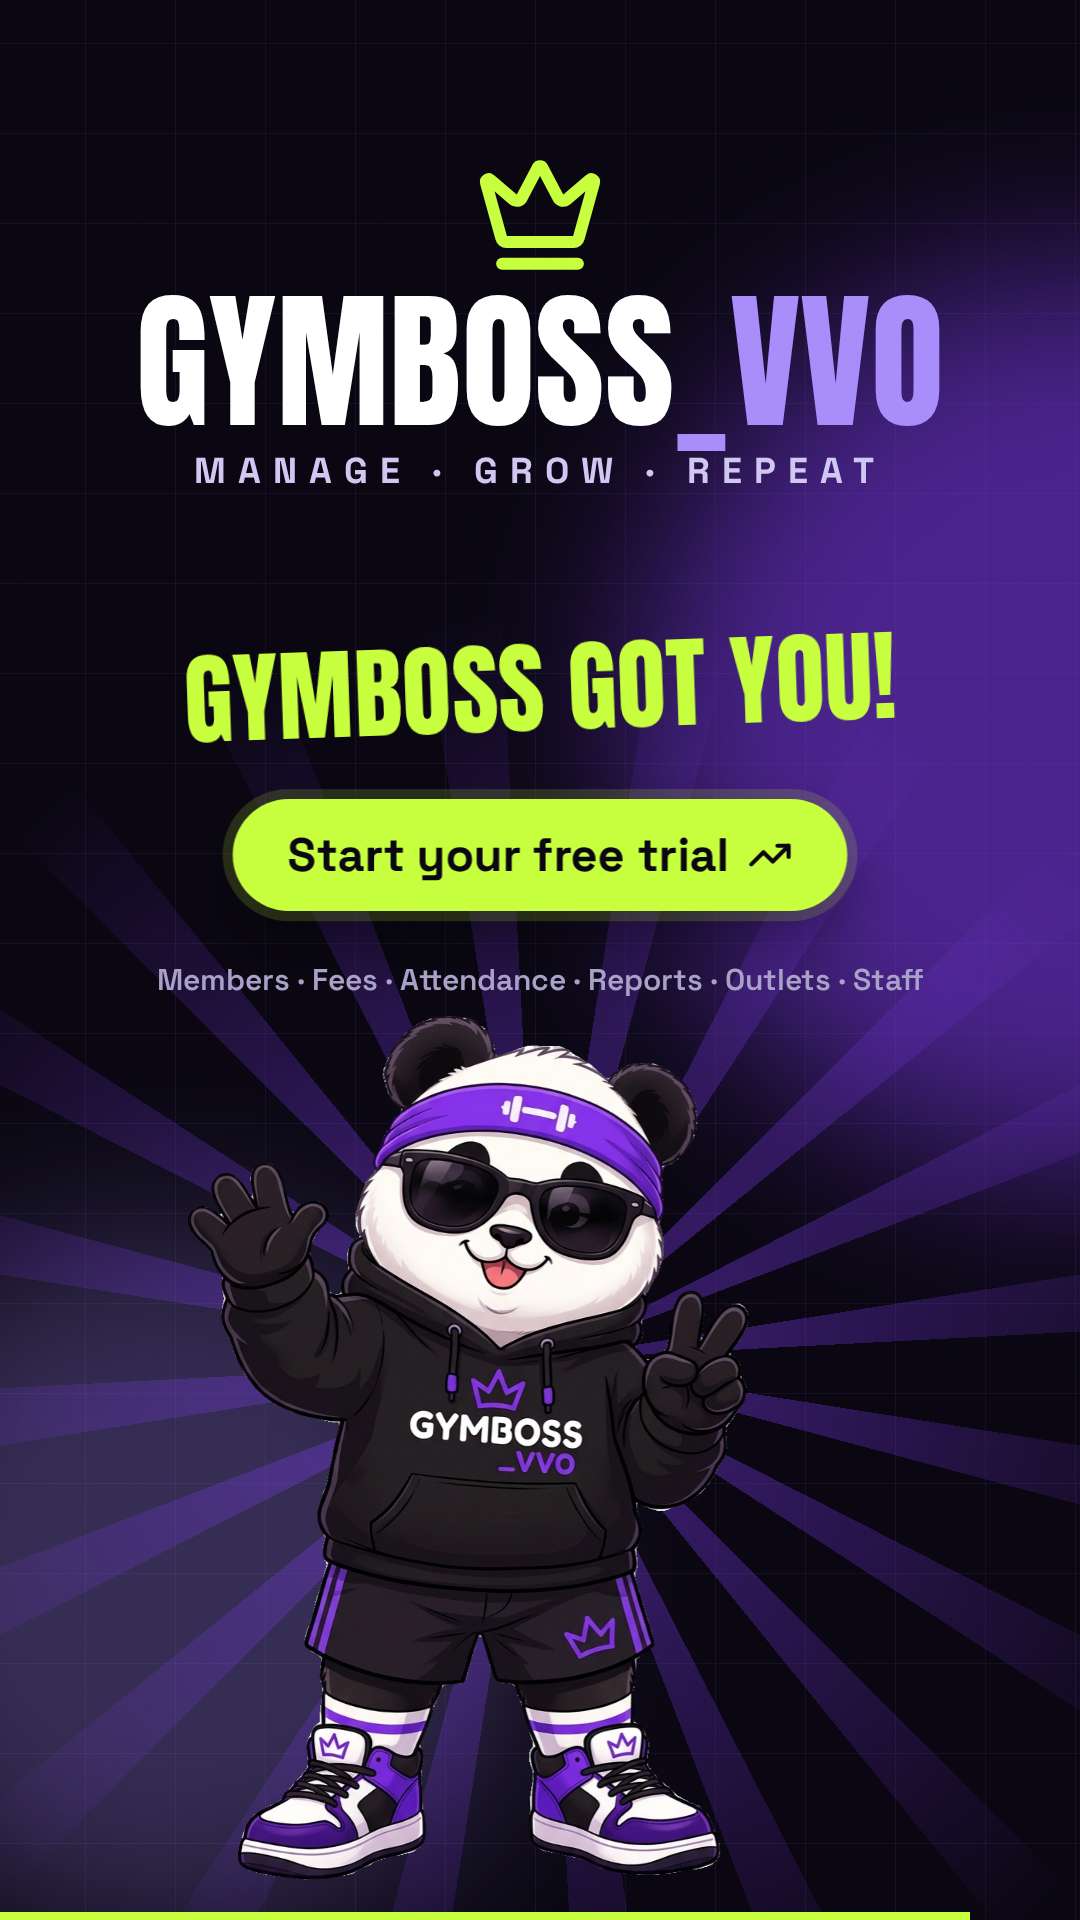 GYMBOSS_VVO
MANAGE · GROW · REPEAT
GYMBOSS GOT YOU!
Start your free trial
Members · Fees · Attendance · Reports · Outlets · Staff
GYMBOSS
_VVO